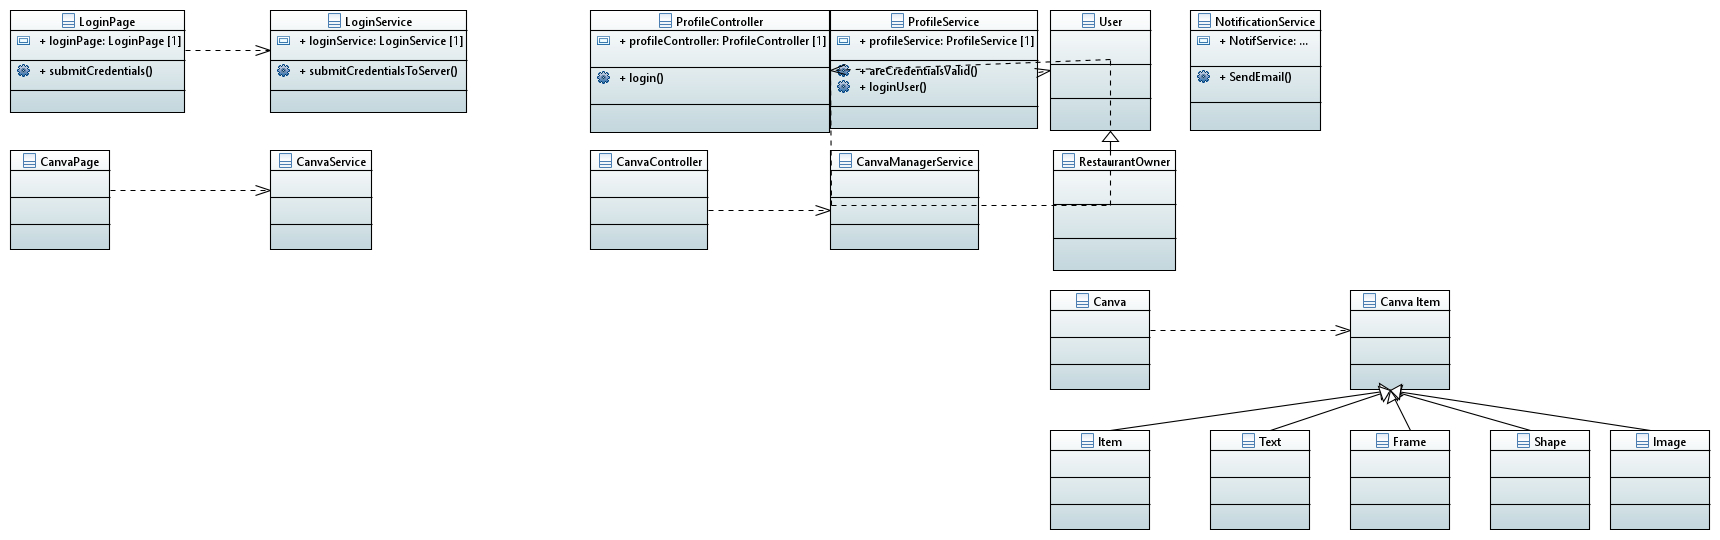 LoginPage
+ loginPage: LoginPage [1]
+ submitCredentials()
LoginService
+ loginService: LoginService [1]
+ submitCredentialsToServer()
ProfileController
+ profileController: ProfileController [1]
+ login()
ProfileService
+ profileService: ProfileService [1]
+ areCredentialsValid()
+ loginUser()
User
NotificationService
+ NotifService: ...
+ SendEmail()
CanvaPage
CanvaService
CanvaController
CanvaManagerService
RestaurantOwner
Canva
Canva Item
Item
Text
Frame
Shape
Image